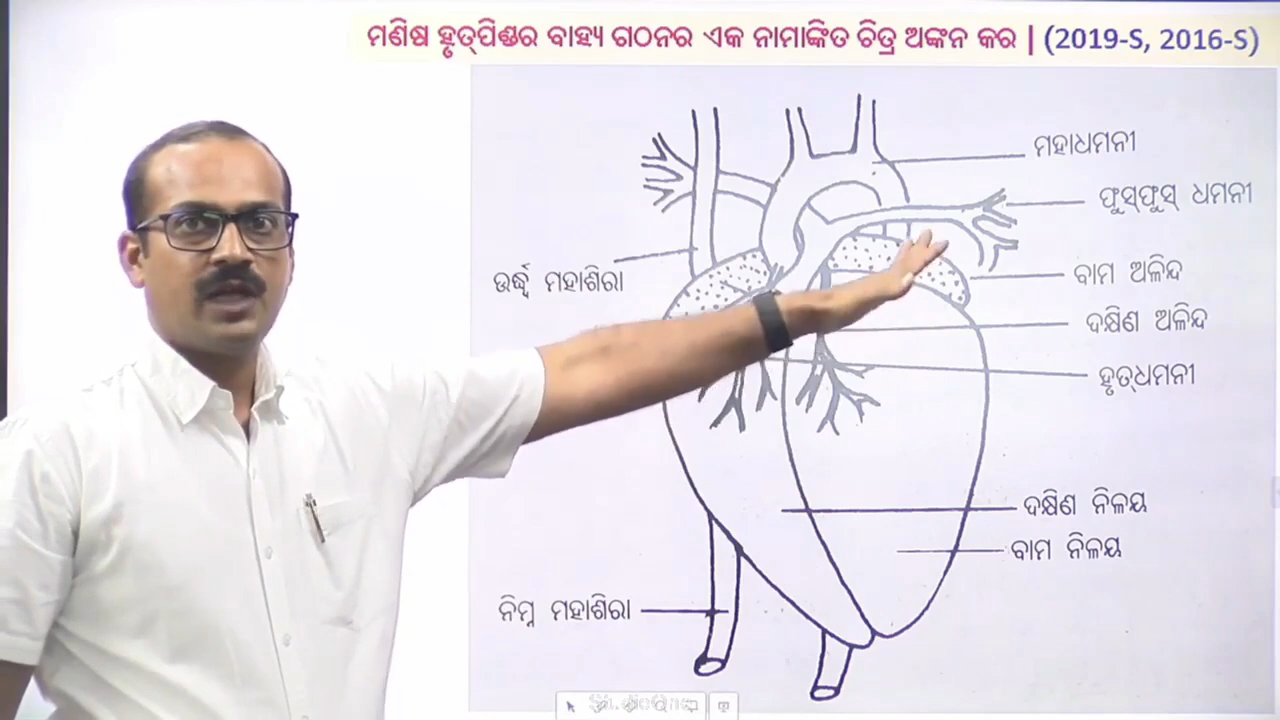 ମଣିଷ ହୃତ୍‌ପିଣ୍ଡର ବାହ୍ୟ ଗଠନର ଏକ ନାମାଙ୍କିତ ଚିତ୍ର ଅଙ୍କନ କର | (2019-S, 2016-S)
ମହାଧମନୀ
ଫୁସ୍‌ଫୁସ୍ ଧମନୀ
ଉର୍ଦ୍ଧ୍ୱ ମହାଶିରା
ବାମ ଅଳିନ୍ଦ
ଦକ୍ଷିଣ ଅଳିନ୍ଦ
ହୃତ୍‌ଧମନୀ
ଦକ୍ଷିଣ ନିଳୟ
ବାମ ନିଳୟ
ନିମ୍ନ ମହାଶିରା